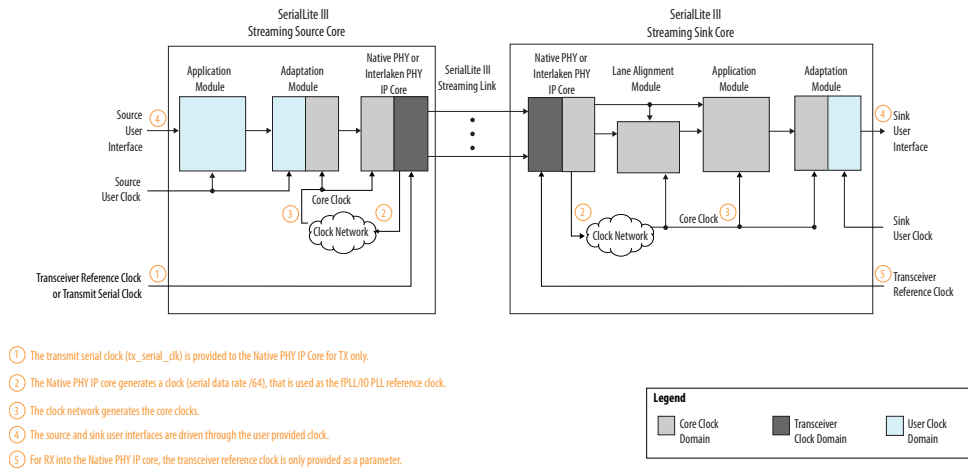 SerialLite III
Streaming Source Core
SerialLite III
Streaming Sink Core
Application
Module
Adaptation
Module
Native PHY or
Interlaken PHY
IP Core
SerialLite III
Streaming Link
Native PHY or
Interlaken PHY
IP Core
Lane Alignment
Module
Application
Module
Adaptation
Module
Source
User
Interface
4
4
Sink
User
Interface
Source
User Clock
Core Clock
3
2
Clock Network
2
Clock Network
Core Clock
3
Sink
User Clock
Transceiver Reference Clock
or Transmit Serial Clock
1
5
Transceiver
Reference Clock
1 The transmit serial clock (tx_serial_clk) is provided to the Native PHY IP Core for TX only.
2 The Native PHY IP core generates a clock (serial data rate /64), that is used as the fPLL/IO PLL reference clock.
3 The clock network generates the core clocks.
4 The source and sink user interfaces are driven through the user provided clock.
5 For RX into the Native PHY IP core, the transceiver reference clock is only provided as a parameter.
Legend
Core Clock
Domain
Transceiver
Clock Domain
User Clock
Domain